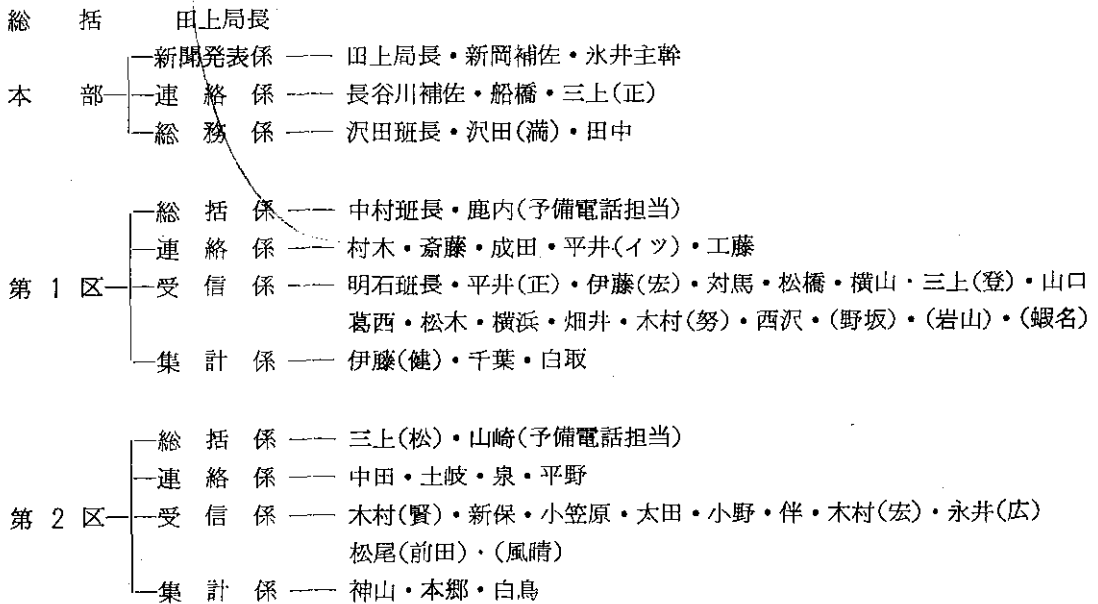 総括 田上局長
新聞発表係 ―― 田上局長・新岡補佐・氷井主幹
本部 連絡係 ―― 長谷川補佐・船橋・三上(正)
総務係 ―― 沢田班長・沢田(満)・田中
総括係 ―― 中村班長・鹿内(予備電話担当)
連絡係 ―― 村木・斎藤・成田・平井(イツ)・工藤
第1区 受信係 ―― 明石班長・平井(正)・伊藤(宏)・対馬・松橋・横山・三上(登)・山口
葛西・松木・横浜・畑井・木村(努)・西沢・(野坂)・(岩山)・(蝦名)
集計係 ―― 伊藤(健)・千葉・白取
総括係 ―― 三上(松)・山崎(予備電話担当)
連絡係 ―― 中田・土岐・泉・平野
第2区 受信係 ―― 木村(賢)・新保・小笠原・太田・小野・伴・木村(宏)・永井(広)
松尾(前田)・(風晴)
集計係 ―― 神山・本郷・白鳥